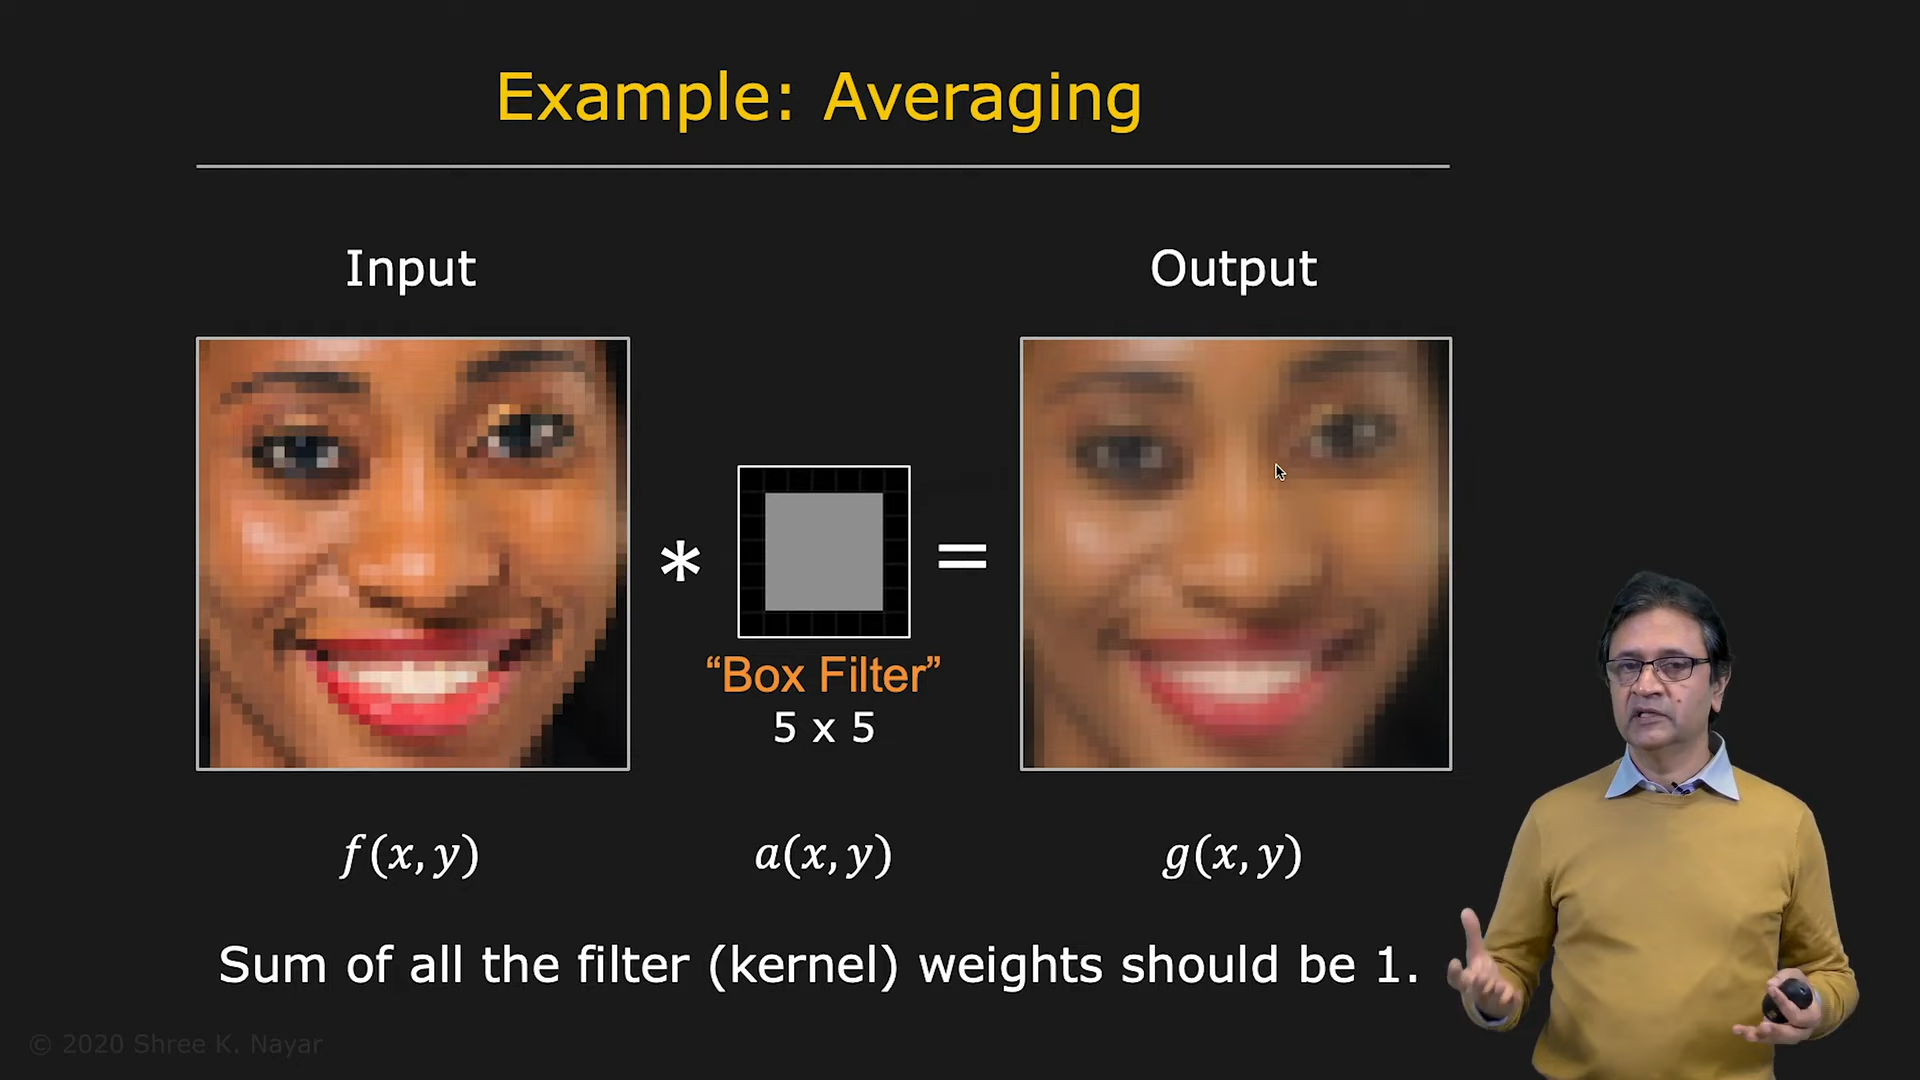 Example: Averaging
Input
Output
*
=
“Box Filter”
5 x 5
f(x,y)
a(x,y)
g(x,y)
Sum of all the filter (kernel) weights should be 1.
© 2020 Shree K. Nayar